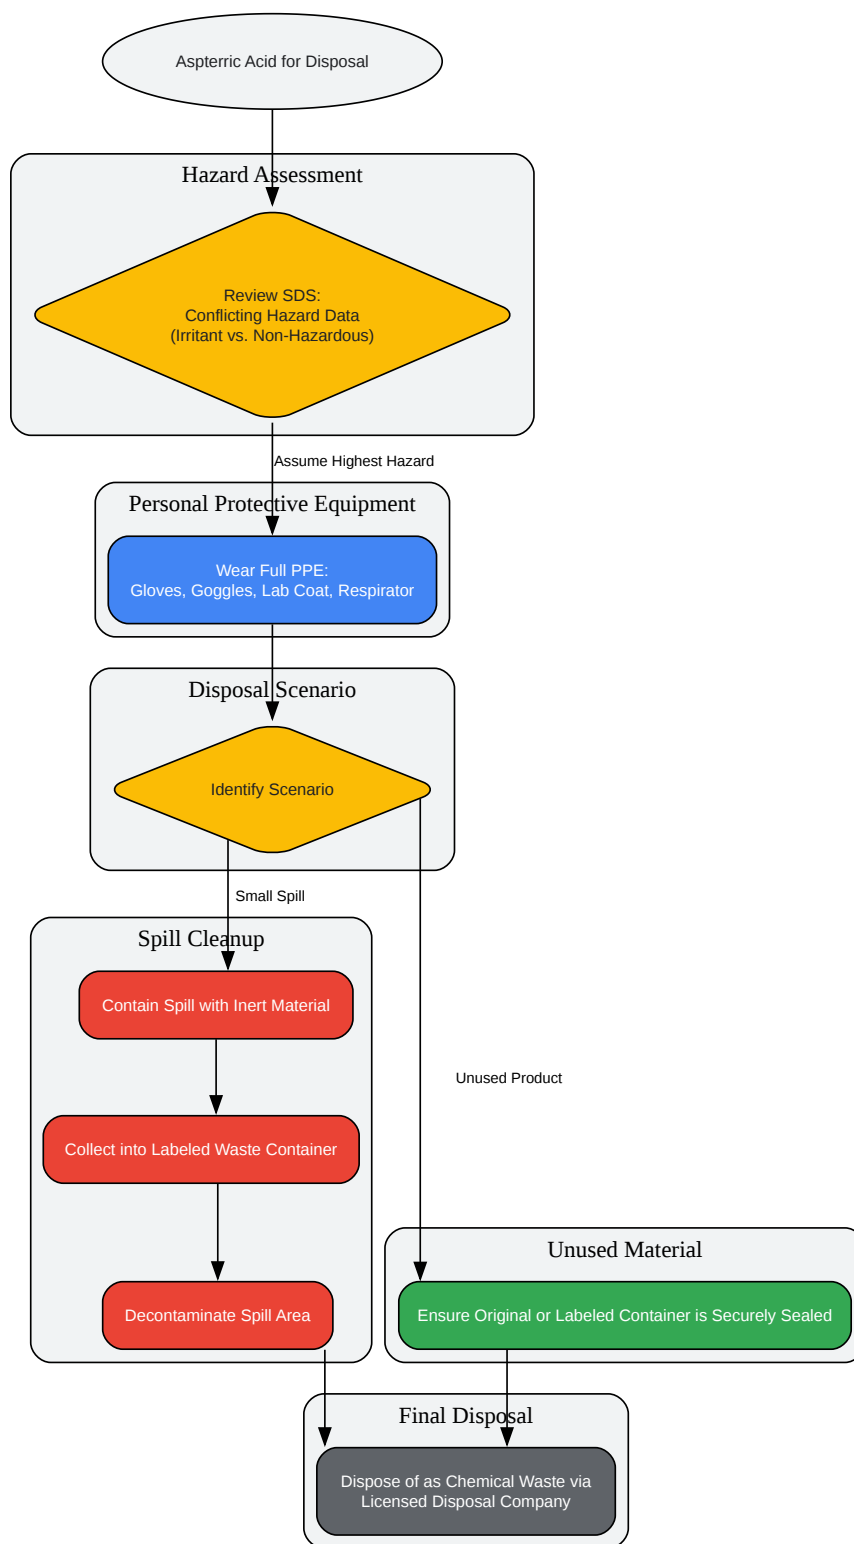 Aspterric Acid for Disposal
Hazard Assessment
Review SDS:
Conflicting Hazard Data
(Irritant vs. Non-Hazardous)
Assume Highest Hazard
Personal Protective Equipment
Wear Full PPE:
Gloves, Goggles, Lab Coat, Respirator
Disposal Scenario
Identify Scenario
Small Spill
Spill Cleanup
Contain Spill with Inert Material
Unused Product
Collect into Labeled Waste Container
Unused Material
Decontaminate Spill Area
Ensure Original or Labeled Container is Securely Sealed
Final Disposal
Dispose of as Chemical Waste via
Licensed Disposal Company